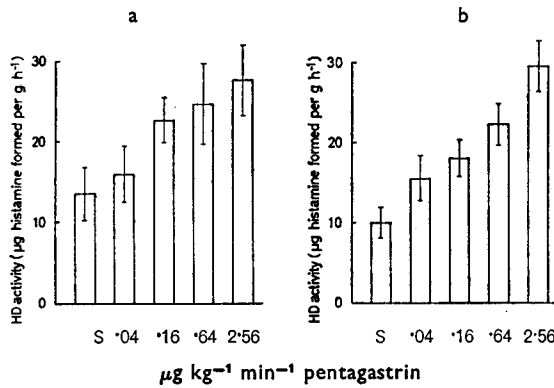 a
b
HD activity (µg histamine formed per g h⁻¹)
30
20
10
0
S ·04 ·16 ·64 2·56
HD activity (µg histamine formed per g h⁻¹)
30
20
10
0
S ·04 ·16 ·64 2·56
µg kg⁻¹ min⁻¹ pentagastrin